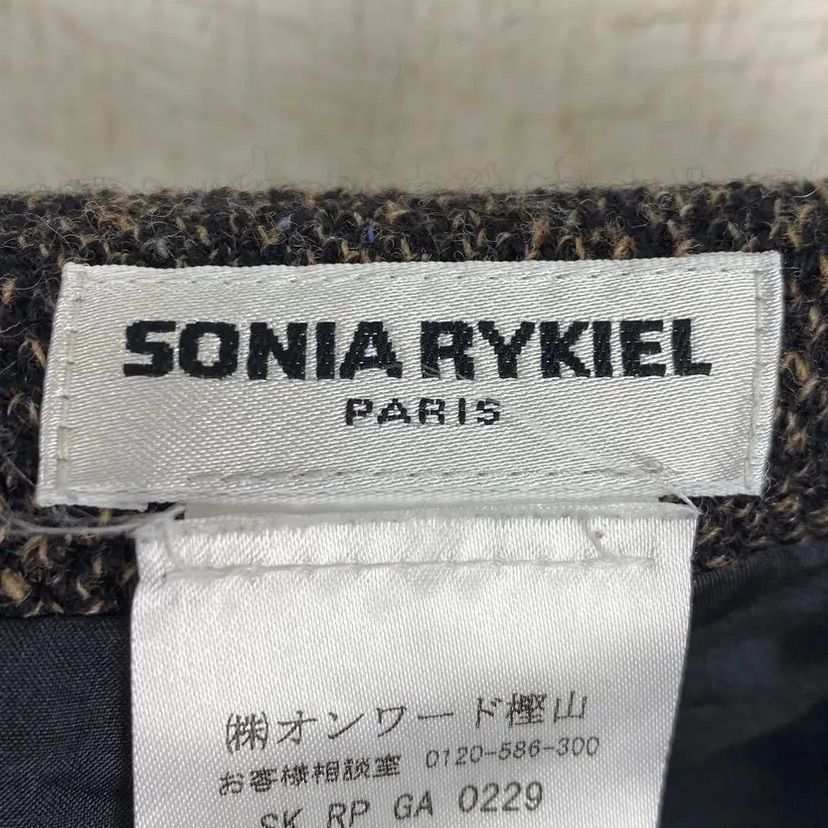 SONIA RYKIEL
PARIS
㈱オンワード樫山
お客様相談室 0120-586-300
SK RP GA 0229